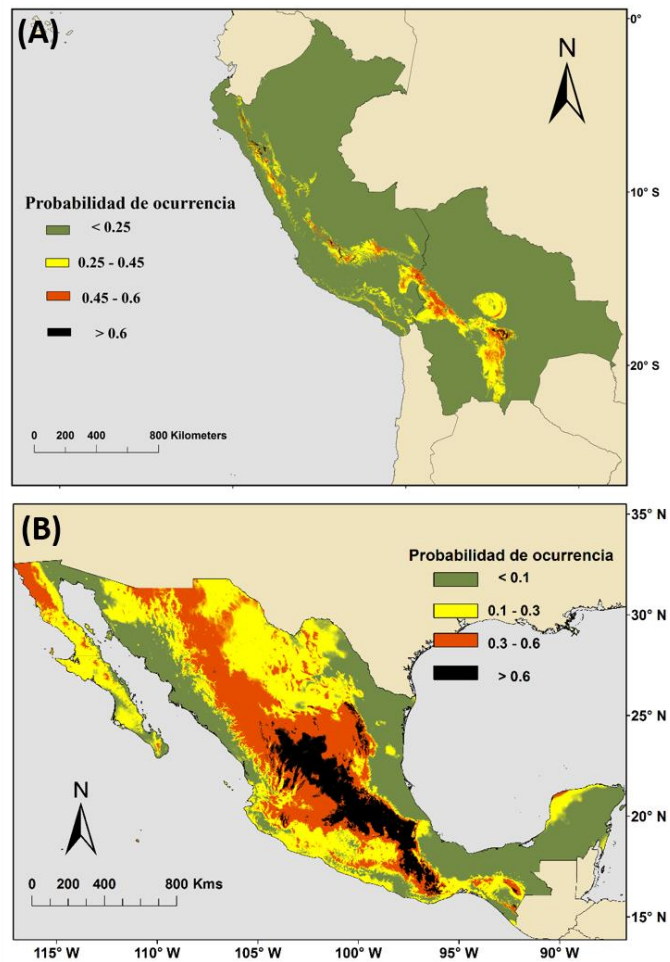 (A)
0°
N
10° S
Probabilidad de ocurrencia
< 0.25
0.25 - 0.45
0.45 - 0.6
> 0.6
20° S
0 200 400 800 Kilometers
(B)
35° N
Probabilidad de ocurrencia
< 0.1
30° N
0.1 - 0.3
0.3 - 0.6
> 0.6
25° N
N
20° N
0 200 400 800 Kms
15° N
115° W 110° W 105° W 100° W 95° W 90° W